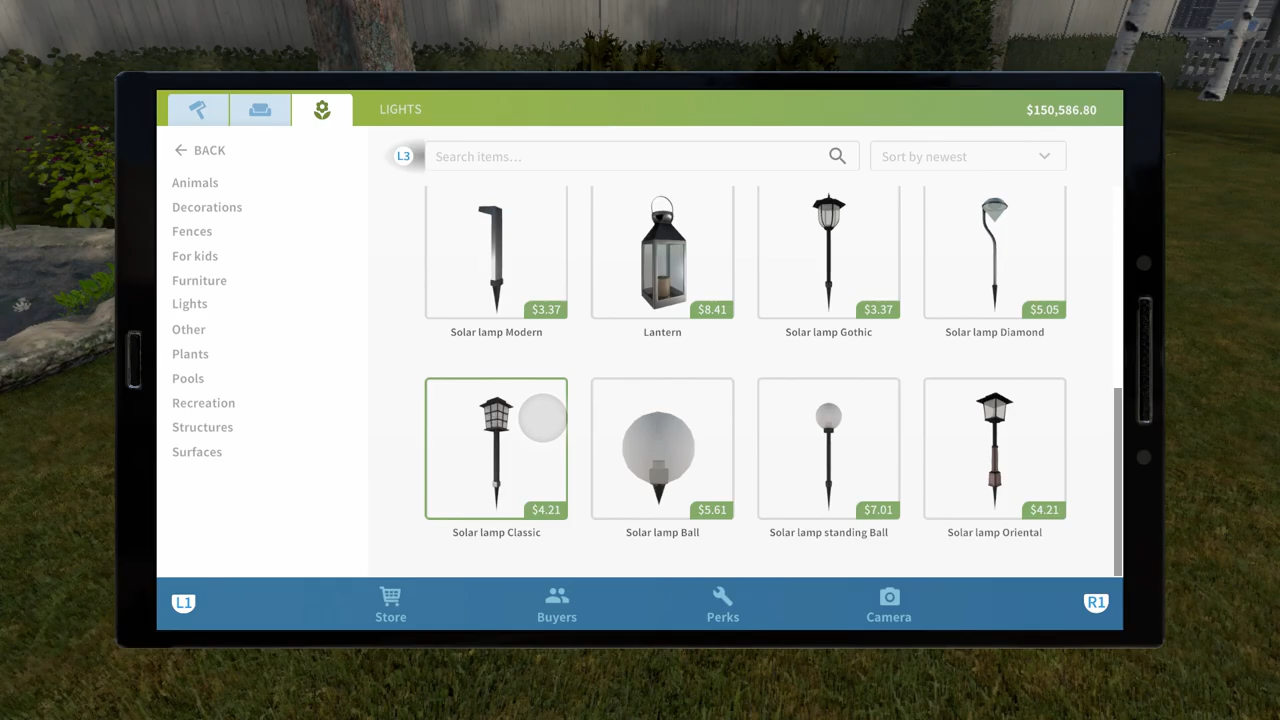 LIGHTS
$150,586.80
BACK
L3
Search items...
Sort by newest
Animals
Decorations
Fences
For kids
Furniture
Lights
Other
Plants
Pools
Recreation
Structures
Surfaces
$3.37
$8.41
$3.37
$5.05
Solar lamp Modern
Lantern
Solar lamp Gothic
Solar lamp Diamond
$4.21
$5.61
$7.01
$4.21
Solar lamp Classic
Solar lamp Ball
Solar lamp standing Ball
Solar lamp Oriental
L1
Store
Buyers
Perks
Camera
R1